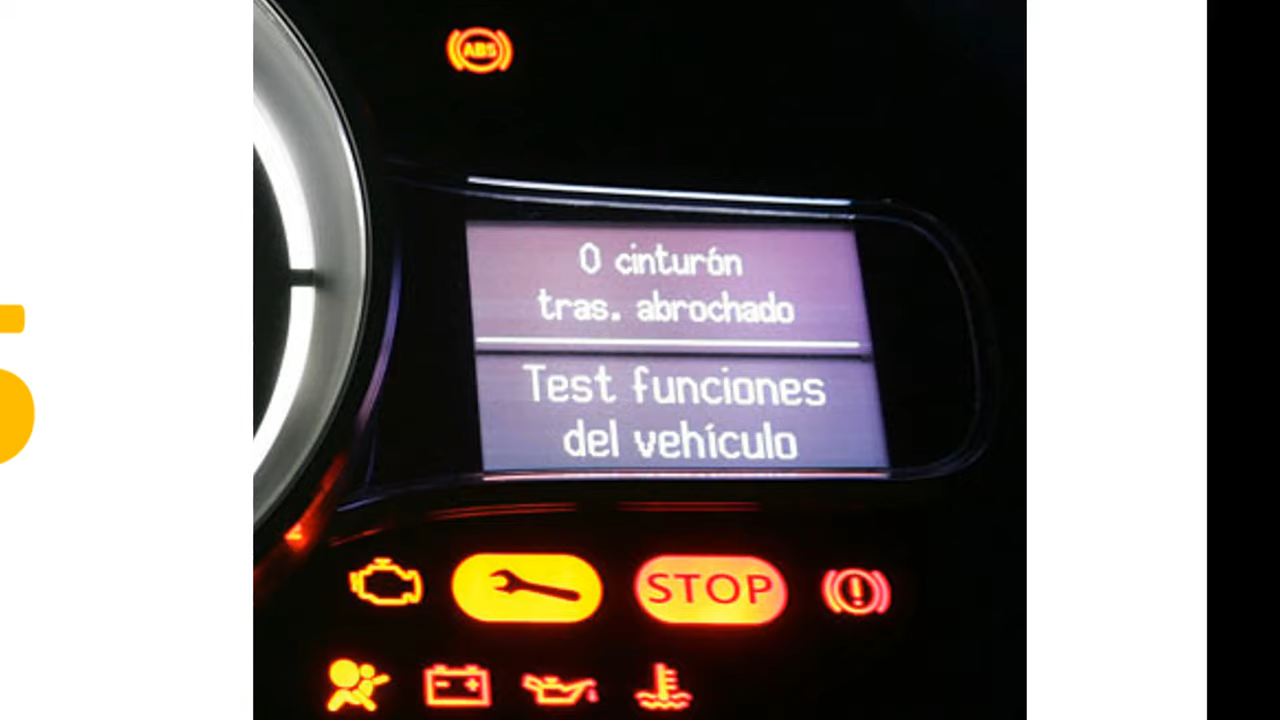 ABS
0 cinturón
tras. abrochado
Test funciones
del vehículo
STOP